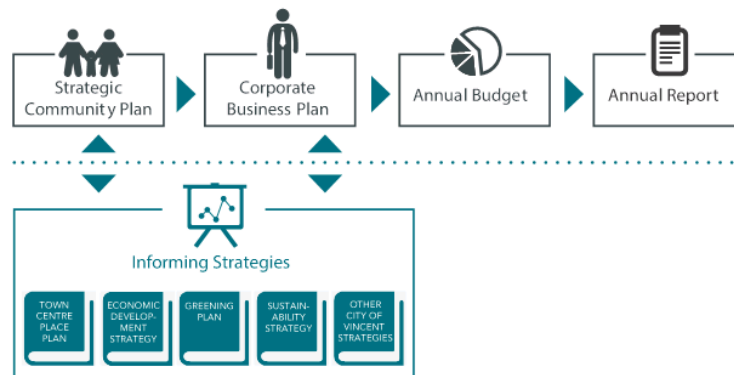 Strategic
Community Plan
Corporate
Business Plan
Annual Budget
Annual Report
Informing Strategies
TOWN
CENTRE
PLACE
PLAN
ECONOMIC
DEVELOP-
MENT
STRATEGY
GREENING
PLAN
SUSTAIN-
ABILITY
STRATEGY
OTHER
CITY OF
VINCENT
STRATEGIES